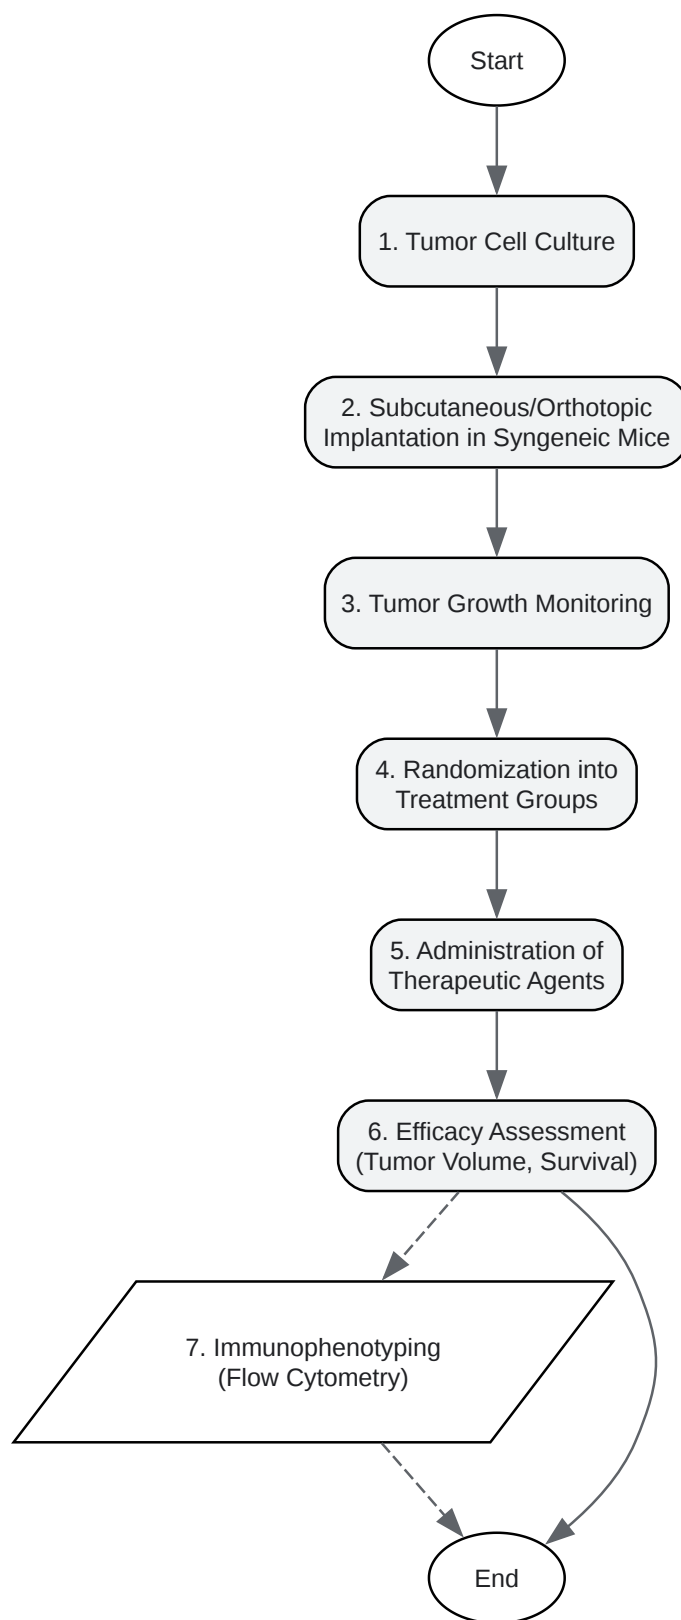 Start
1. Tumor Cell Culture
2. Subcutaneous/Orthotopic
Implantation in Syngeneic Mice
3. Tumor Growth Monitoring
4. Randomization into
Treatment Groups
5. Administration of
Therapeutic Agents
6. Efficacy Assessment
(Tumor Volume, Survival)
7. Immunophenotyping
(Flow Cytometry)
End